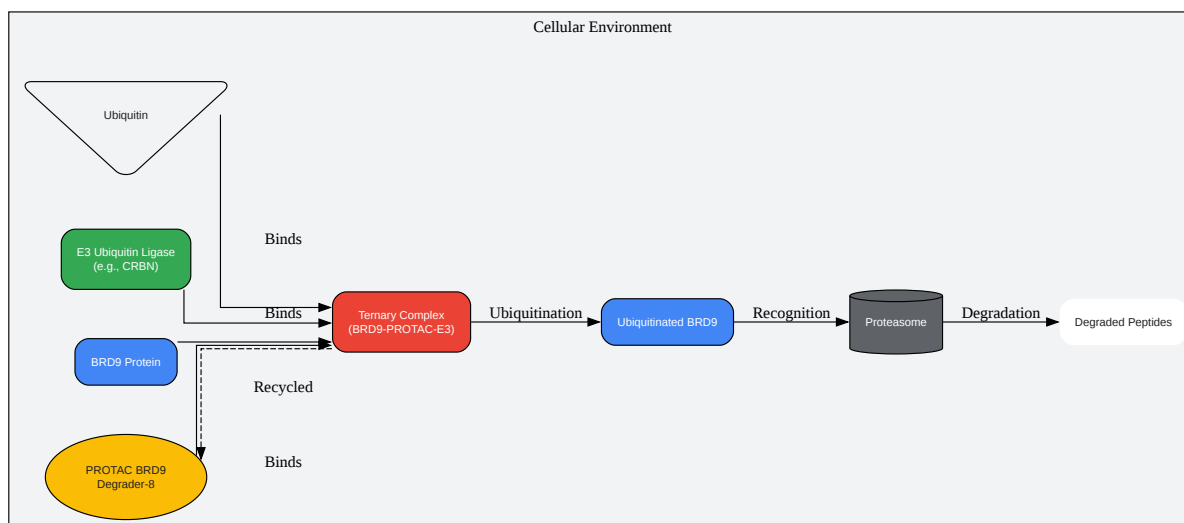 Cellular Environment
Ubiquitin
Binds
E3 Ubiquitin Ligase
(e.g., CRBN)
Binds
Ternary Complex
(BRD9-PROTAC-E3)
Ubiquitination
Ubiquitinated BRD9
Recognition
Proteasome
Degradation
Degraded Peptides
BRD9 Protein
Recycled
Binds
PROTAC BRD9
Degrader-8